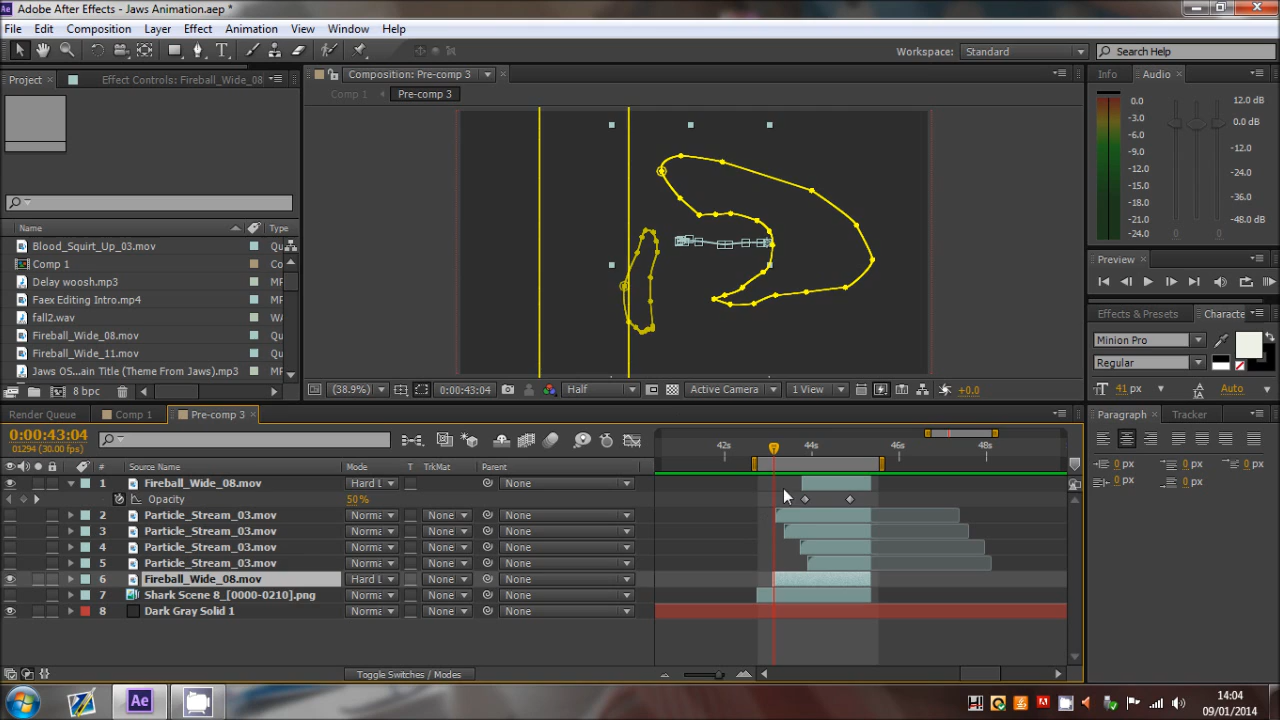 Adobe After Effects - Jaws Animation.aep *
File Edit Composition Layer Effect Animation View Window Help
Workspace: Standard Search Help
Project Effect Controls: Fireball_Wide_08
Composition: Pre-comp 3
Info Audio
Comp 1 Pre-comp 3
0.0 12.0 dB
-3.0 0.0 dB
-6.0
-9.0 -12.0
-12.0 -24.0
-15.0
-18.0 -36.0
-21.0
-24.0 -48.0 dB
0 0
Name Type
Blood_Squirt_Up_03.mov Qu
Comp 1 Co
Delay woosh.mp3 MP
Faex Editing Intro.mp4 Qu
fall2.wav WA
Fireball_Wide_08.mov Qu
Fireball_Wide_11.mov Qu
Jaws OS...ain Title (Theme From Jaws).mp3 MP
8 bpc
Preview
Effects & Presets Characte
Minion Pro
Regular
41 px Auto
(38.9%) 0:00:43:04 Half Active Camera 1 View +0.0
Render Queue Comp 1 Pre-comp 3
Paragraph Tracker
0 px 0 px 0 px
0 px 0 px
0:00:43:04
01294 (30.00 fps)
42s 44s 46s 48s
# Source Name Mode T TrkMat Parent
1 Fireball_Wide_08.mov Hard L None
Opacity 50%
2 Particle_Stream_03.mov Norma None None
3 Particle_Stream_03.mov Norma None None
4 Particle_Stream_03.mov Norma None None
5 Particle_Stream_03.mov Norma None None
6 Fireball_Wide_08.mov Hard L None None
7 Shark Scene 8_[0000-0210].png Norma None None
8 Dark Gray Solid 1 Norma None None
Toggle Switches / Modes
Ae
14:04
09/01/2014